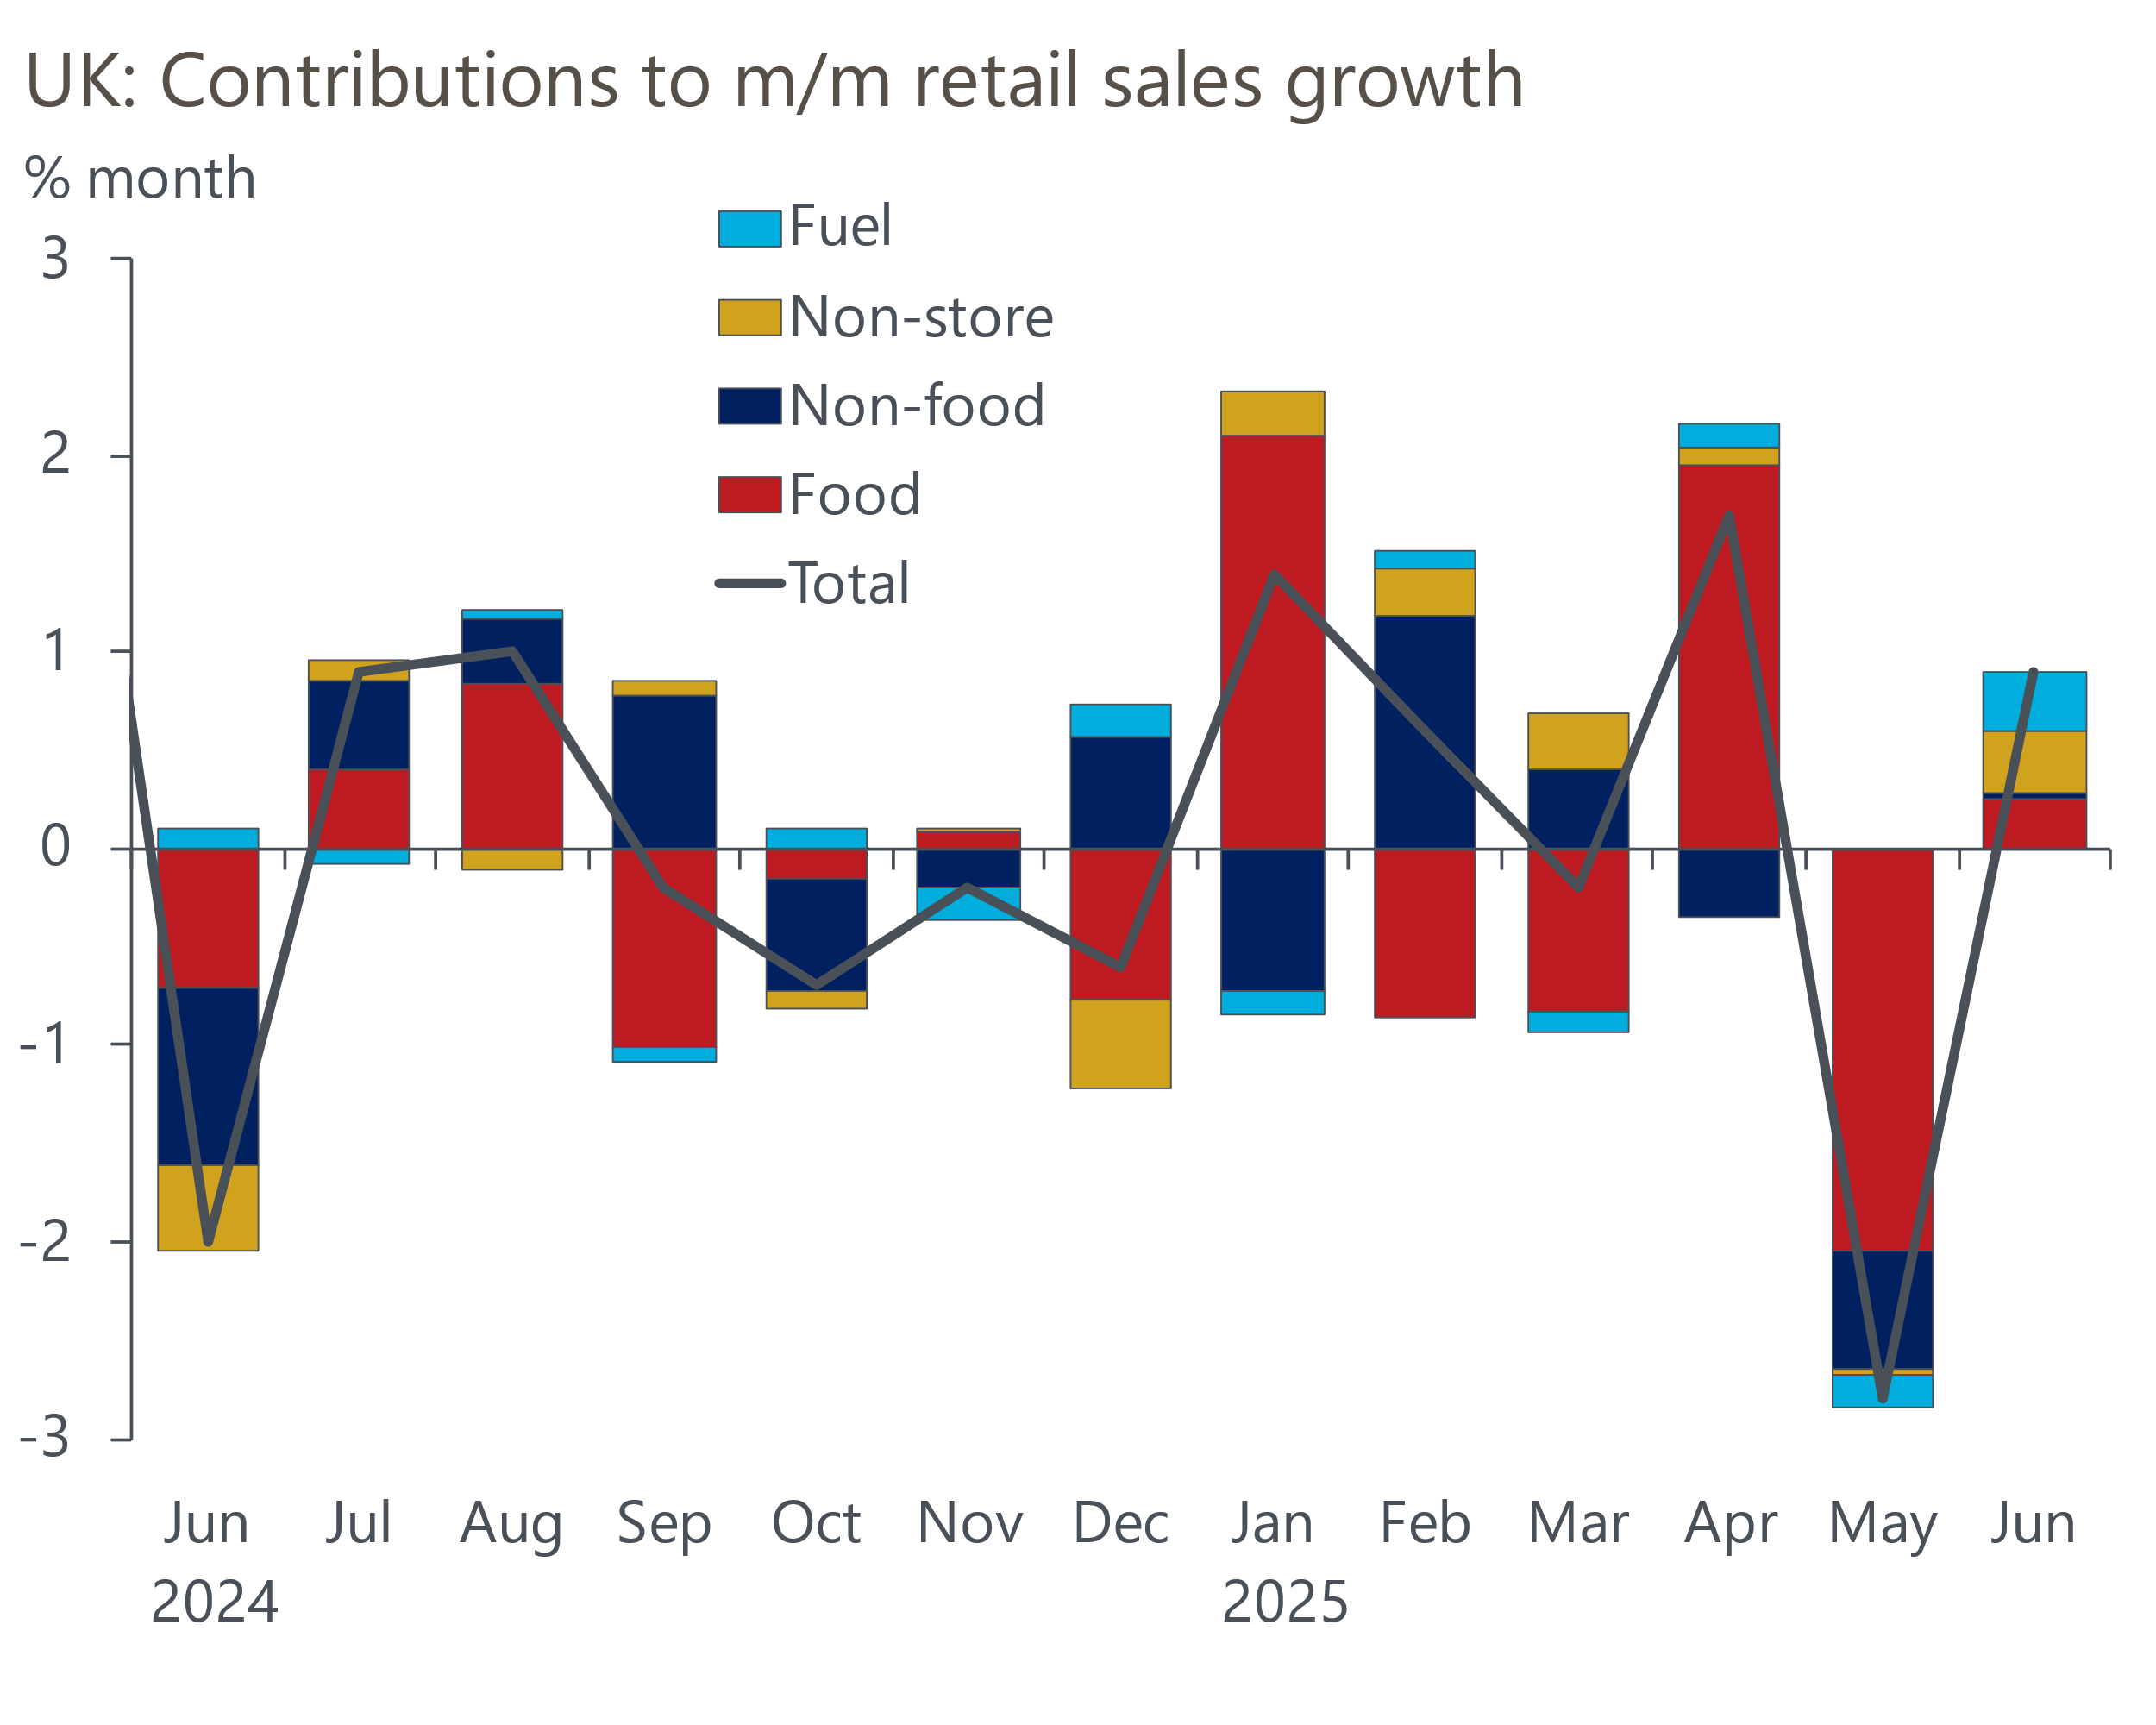 UK: Contributions to m/m retail sales growth
% month
Fuel
Non-store
Non-food
Food
Total
3
2
1
0
-1
-2
-3
Jun Jul Aug Sep Oct Nov Dec Jan Feb Mar Apr May Jun
2024 2025